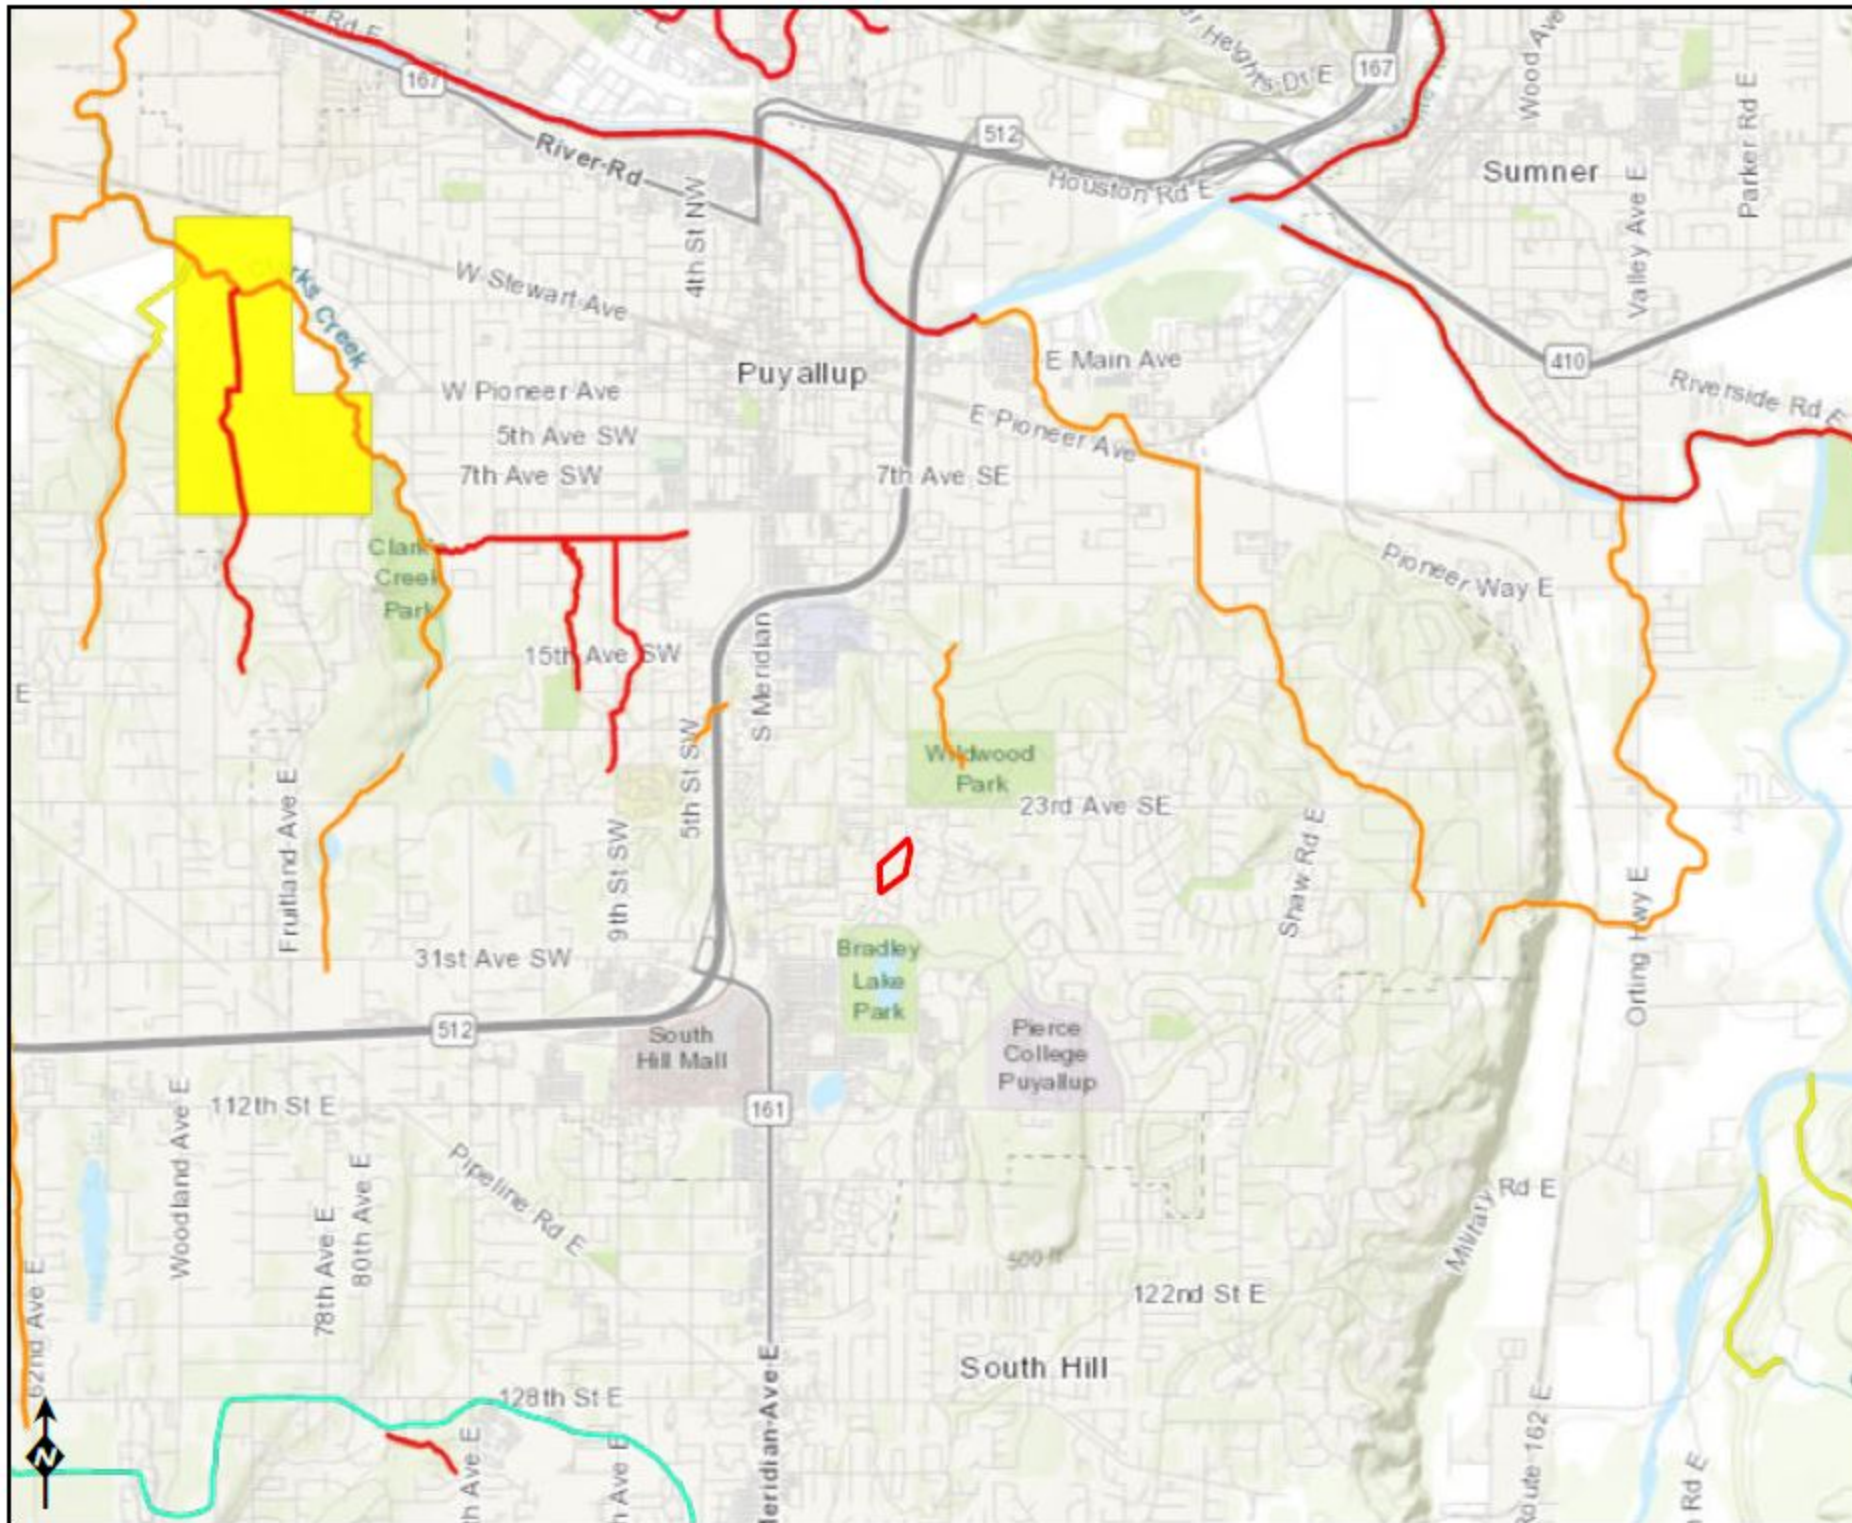 Rd E
E
167
River-Rd
4th St NW
512
Houston Rd E
167
Wood Ave
Sumner
Parker Rd E
Valley Ave E
Clarks Creek
W Stewart Ave
Puyallup
E Main Ave
410
Riverside Rd E
W Pioneer Ave
5th Ave SW
7th Ave SW
E Pioneer Ave
7th Ave SE
Clark's
Creek
Park
Pioneer Way E
15th Ave SW
S Meridian
E
5th St SW
Wildwood
Park
23rd Ave SE
Fruitland Ave E
9th St SW
Shaw Rd E
Orting Hwy E
31st Ave SW
Bradley
Lake
Park
512
South
Hill Mall
Pierce
College
Puyallup
112th St E
161
Woodland Ave E
Pipeline Rd E
78th Ave E
80th Ave E
Military Rd E
500 ft
122nd St E
62nd Ave E
South Hill
128th St E
N
th Ave E
h Ave E
Meridian-Ave-E
Route 162 E
Rd E